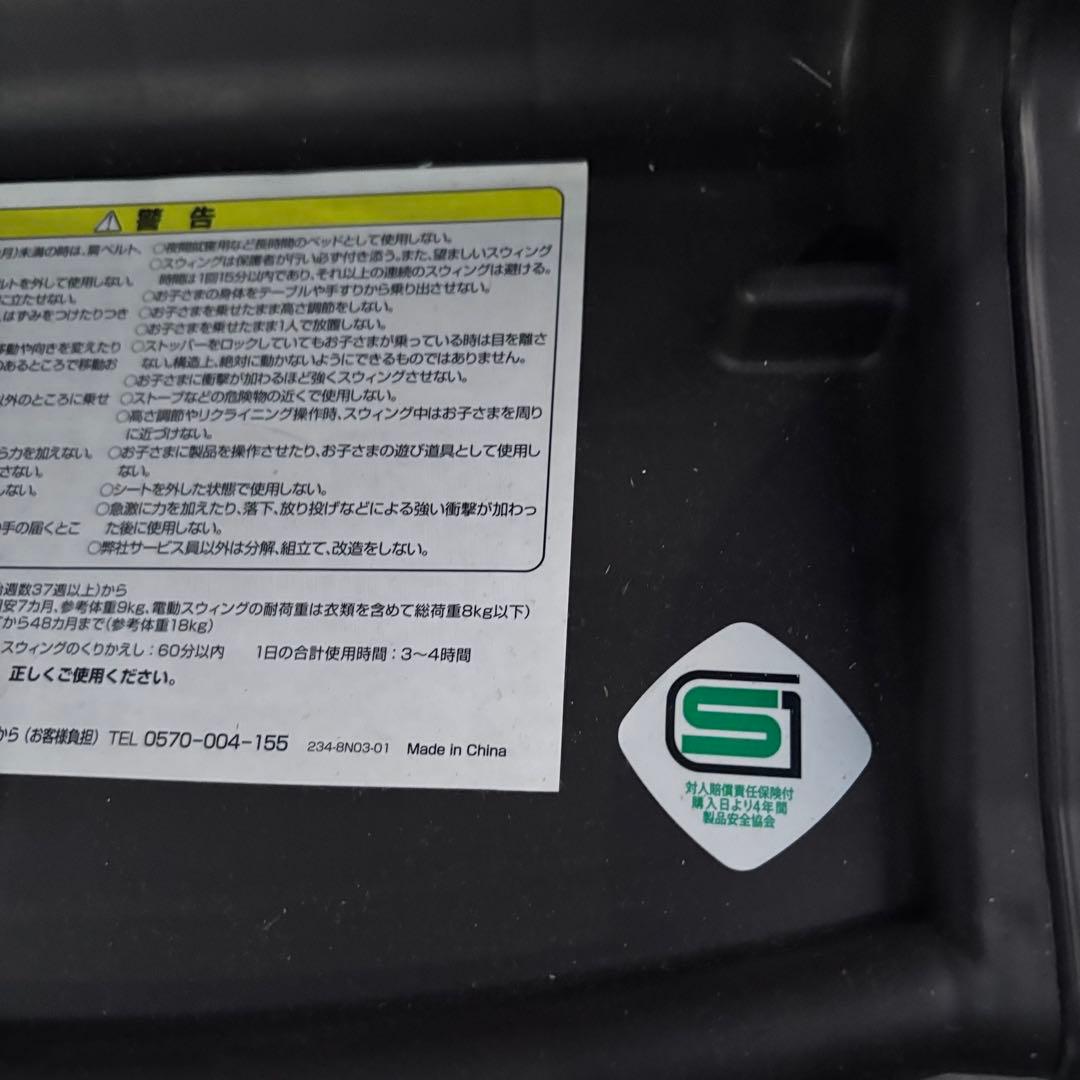 警 告
月)未満の時は、肩ベルト、
ルトを外して使用しない。
に立たせない。
はずみをつけたりつき
移動や向きを変えたり
のあるところで移動お
以外のところに乗せ
ら力を加えない。
さない。
しない。
手の届くとこ
○夜間就寝用など長時間のベッドとして使用しない。
○スウィングは保護者が行い必ず付き添う。また、望ましいスウィング
時間は1回15分以内であり、それ以上の連続のスウィングは避ける。
○お子さまの身体をテーブルや手すりから乗り出させない。
○お子さまを乗せたまま高さ調節をしない。
○お子さまを乗せたまま1人で放置しない。
○ストッパーをロックしていてもお子さまが乗っている時は目を離さ
ない。構造上、絶対に動かないようにできるものではありません。
○お子さまに衝撃が加わるほど強くスウィングさせない。
○ストーブなどの危険物の近くで使用しない。
○高さ調節やリクライニング操作時、スウィング中はお子さまを周り
に近づけない。
○お子さまに製品を操作させたり、お子さまの遊び道具として使用し
ない。
○シートを外した状態で使用しない。
○急激に力を加えたり、落下、放り投げなどによる強い衝撃が加わっ
た後に使用しない。
○弊社サービス員以外は分解、組立て、改造をしない。
週数37週以上)から
安7カ月、参考体重9kg、電動スウィングの耐荷重は衣類を含めて総荷重8kg以下)
から48カ月まで(参考体重18kg)
スウィングのくりかえし:60分以内 1日の合計使用時間:3〜4時間
正しくご使用ください。
から(お客様負担) TEL 0570-004-155 234-8N03-01 Made in China
S
対人賠償責任保険付
購入日より4年間
製品安全協会